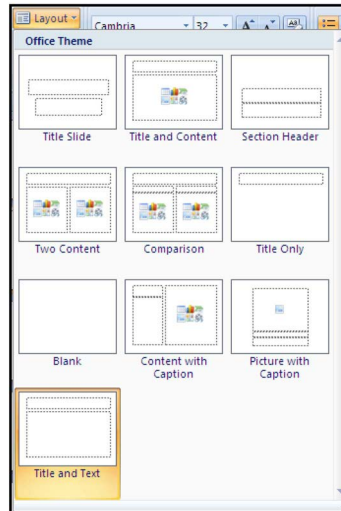 Layout
Cambria 32 A A
Office Theme
Title Slide Title and Content Section Header
Two Content Comparison Title Only
Blank Content with Caption Picture with Caption
Title and Text